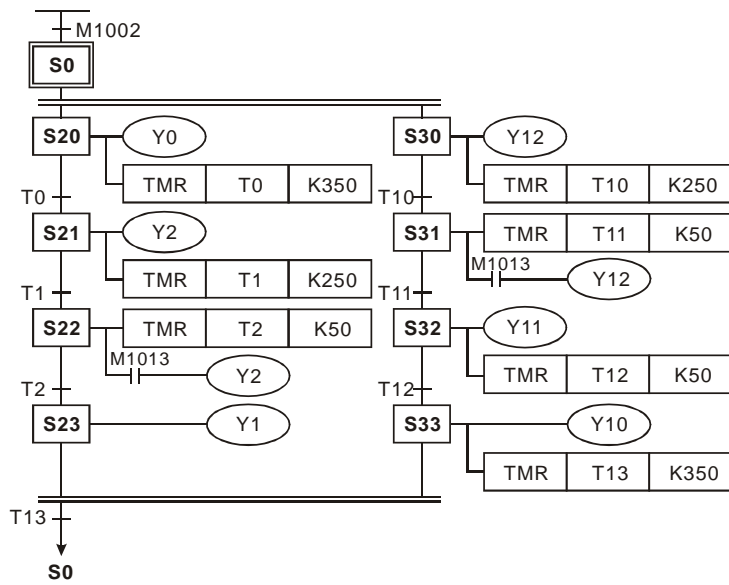 M1002
S0
S20 Y0 S30 Y12
TMR T0 K350 TMR T10 K250
T0 T10
S21 Y2 S31 TMR T11 K50
TMR T1 K250 M1013 Y12
T1 T11
S22 TMR T2 K50 S32 Y11
M1013 Y2 TMR T12 K50
T2 T12
S23 Y1 S33 Y10
TMR T13 K350
T13
S0